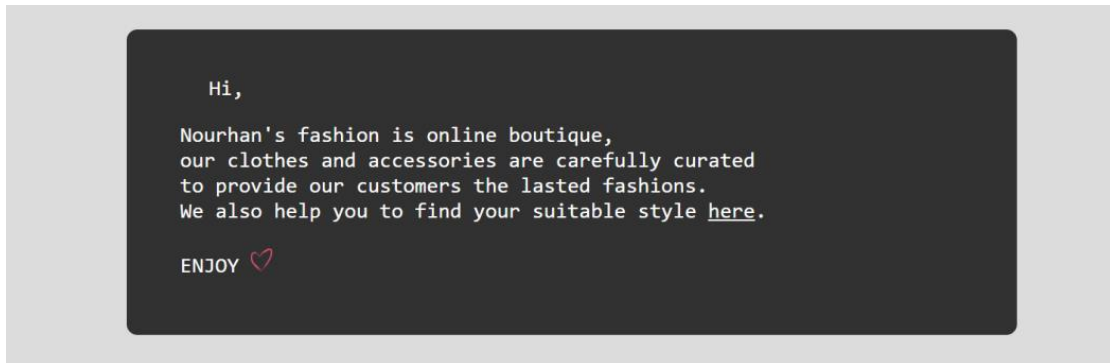 Hi,
Nourhan's fashion is online boutique,
our clothes and accessories are carefully curated
to provide our customers the lasted fashions.
We also help you to find your suitable style here.
ENJOY